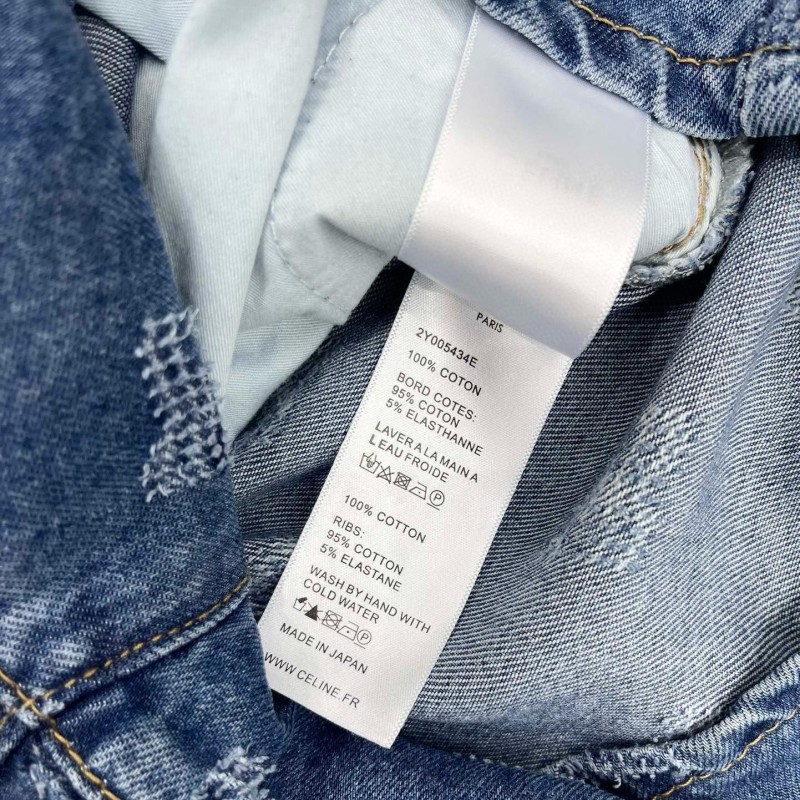 PARIS
2Y005434E
100% COTON
BORD COTES:
95% COTON
5% ELASTHANNE
LAVER A LA MAIN A
LEAU FROIDE
100% COTTON
RIBS:
95% COTTON
5% ELASTANE
WASH BY HAND WITH
COLD WATER
MADE IN JAPAN
WWW.CELINE.FR